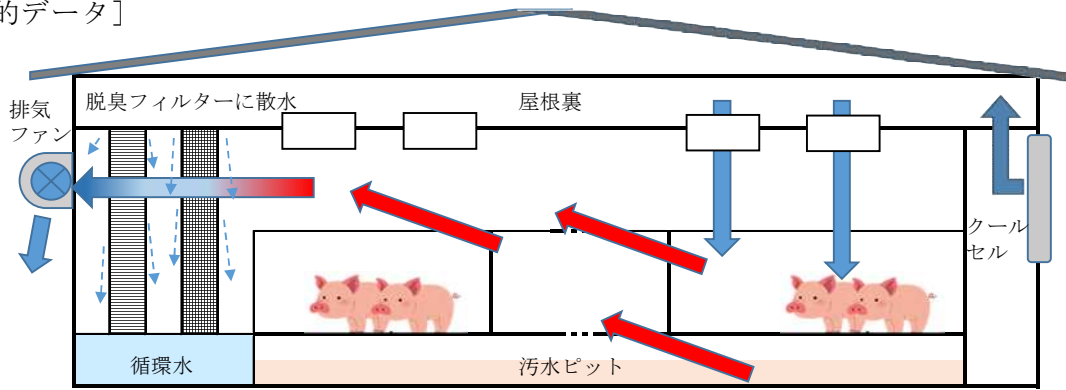 的データ］
排気
ファン
脱臭フィルターに散水
屋根裏
クール
セル
循環水
汚水ピット